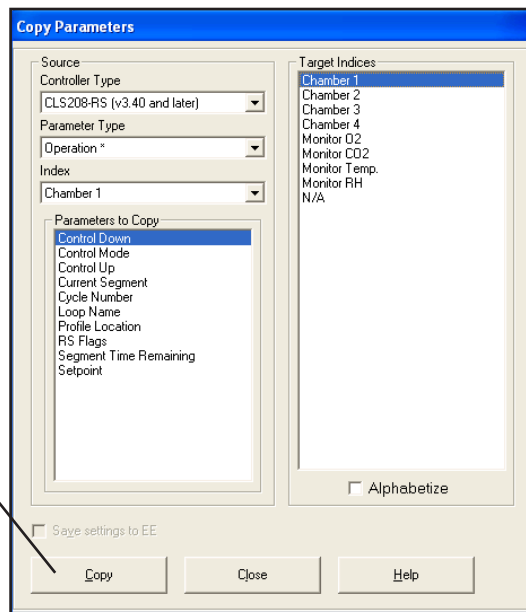 Copy Parameters
Source
Controller Type
CLS208-RS (v3.40 and later)
Parameter Type
Operation *
Index
Chamber 1
Parameters to Copy
Control Down
Control Mode
Control Up
Current Segment
Cycle Number
Loop Name
Profile Location
RS Flags
Segment Time Remaining
Setpoint
Target Indices
Chamber 1
Chamber 2
Chamber 3
Chamber 4
Monitor O2
Monitor CO2
Monitor Temp.
Monitor RH
N/A
Alphabetize
Save settings to EE
Copy
Close
Help